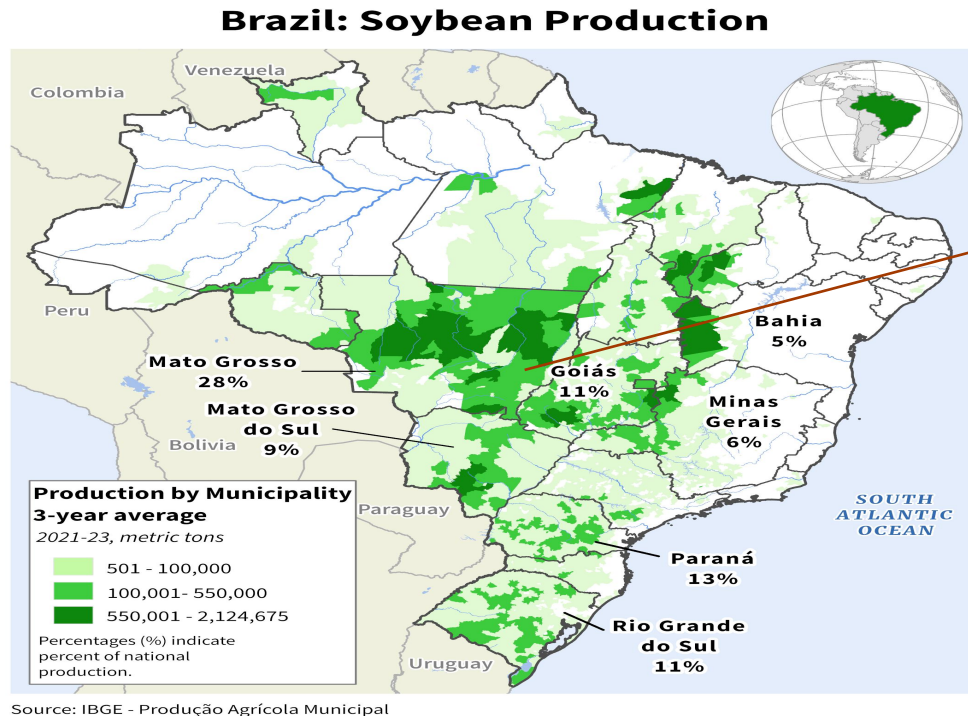 Brazil: Soybean Production
Venezuela
Colombia
Peru
Mato Grosso
28%
Mato Grosso
do Sul
9%
Bolivia
Goiás
11%
Bahia
5%
Minas
Gerais
6%
Paraguay
SOUTH
ATLANTIC
OCEAN
Paraná
13%
Rio Grande
do Sul
11%
Uruguay
Production by Municipality
3-year average
2021-23, metric tons
501 - 100,000
100,001- 550,000
550,001 - 2,124,675
Percentages (%) indicate
percent of national
production.
Source: IBGE - Produção Agrícola Municipal